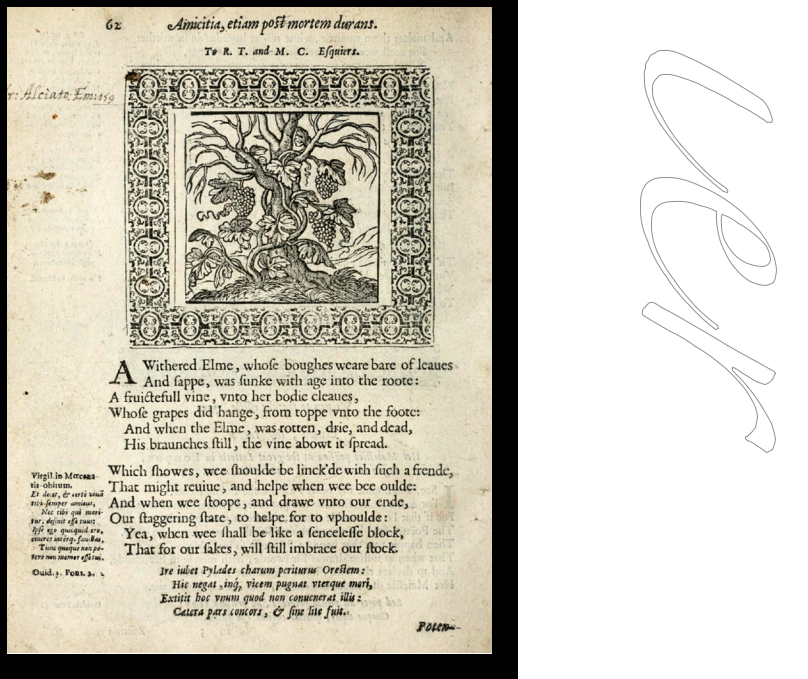 62 Amicitia, etiam post mortem durans.
To R. T. and M. C. Esquiers.
r: Alciato. Em: 159
A Withered Elme, whose boughes weare bare of leaues
And sappe, was sunke with age into the roote:
A fruictefull vine, vnto her bodie cleaues,
Whose grapes did hange, from toppe vnto the foote:
And when the Elme, was rotten, drie, and dead,
His braunches still, the vine abowt it spread.
Which showes, wee shoulde be linck'de with such a frende,
That might reuiue, and helpe when wee bee oulde:
And when wee stoope, and drawe vnto our ende,
Our staggering state, to helpe for to vphoulde:
Yea, when wee shall be like a sencelesse block,
That for our sakes, will still imbrace our stock.
Virgil. in Mœcena-
tis obitum.
Et decet, & certè viuā
tibi semper amicus,
Nec tibi qui mori-
tur, desinit esse tuus:
Ipse ego quicquid ero,
cineres interq. fauillas,
Tunc quoque non po-
tero non memor esse tui.
Ouid. 3. Pont. 2.
Ire iubet Pylades charum periturus Orestem:
Hic negat, inq́, vicem pugnat vterque mori,
Extitit hoc vnum quod non conuenerat illis:
Cætera pars concors, & sine lite fuit.
Poten-